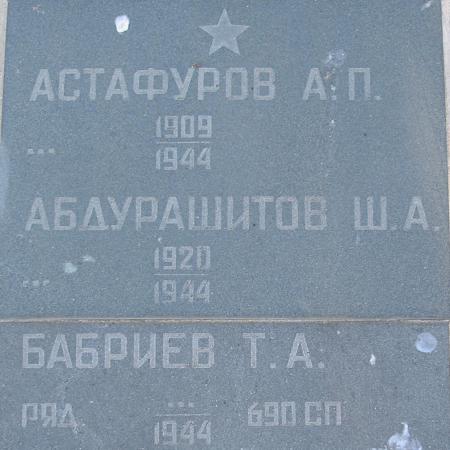 АСТАФУРОВ А.П.
1909
... 1944
АБДУРАШИТОВ Ш.А.
1920
... 1944
БАБРИЕВ Т.А.
РЯД. ... 690 СП
1944